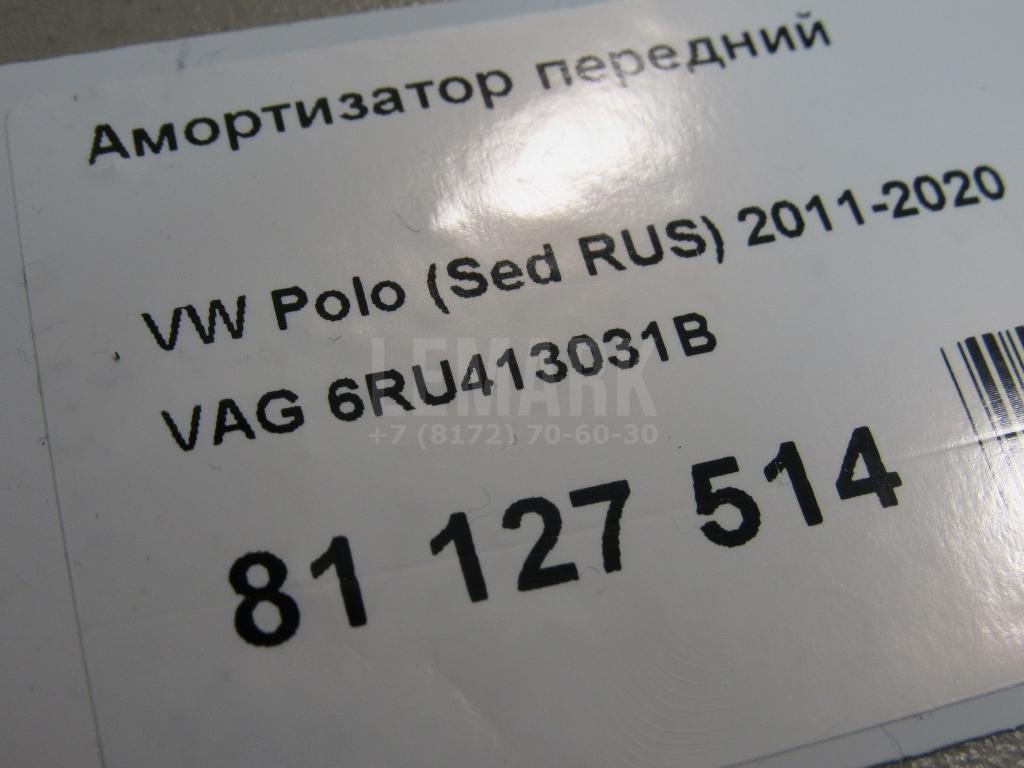 Амортизатор передний
VW Polo (Sed RUS) 2011-2020
VAG 6RU413031B
LEMARK
+7 (8172) 70-60-30
81 127 514